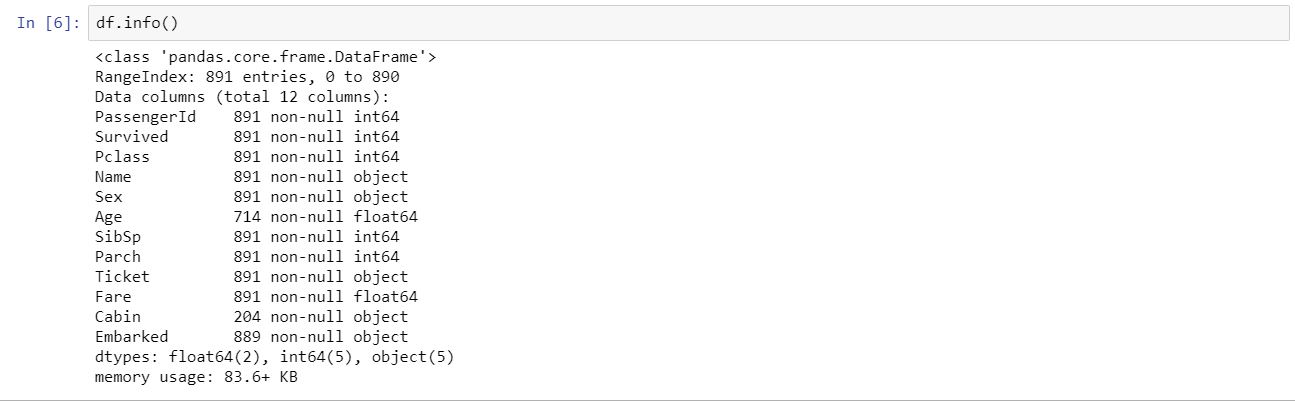 In [6]: df.info()
<class 'pandas.core.frame.DataFrame'>
RangeIndex: 891 entries, 0 to 890
Data columns (total 12 columns):
PassengerId    891 non-null int64
Survived       891 non-null int64
Pclass         891 non-null int64
Name           891 non-null object
Sex            891 non-null object
Age            714 non-null float64
SibSp          891 non-null int64
Parch          891 non-null int64
Ticket         891 non-null object
Fare           891 non-null float64
Cabin          204 non-null object
Embarked       889 non-null object
dtypes: float64(2), int64(5), object(5)
memory usage: 83.6+ KB